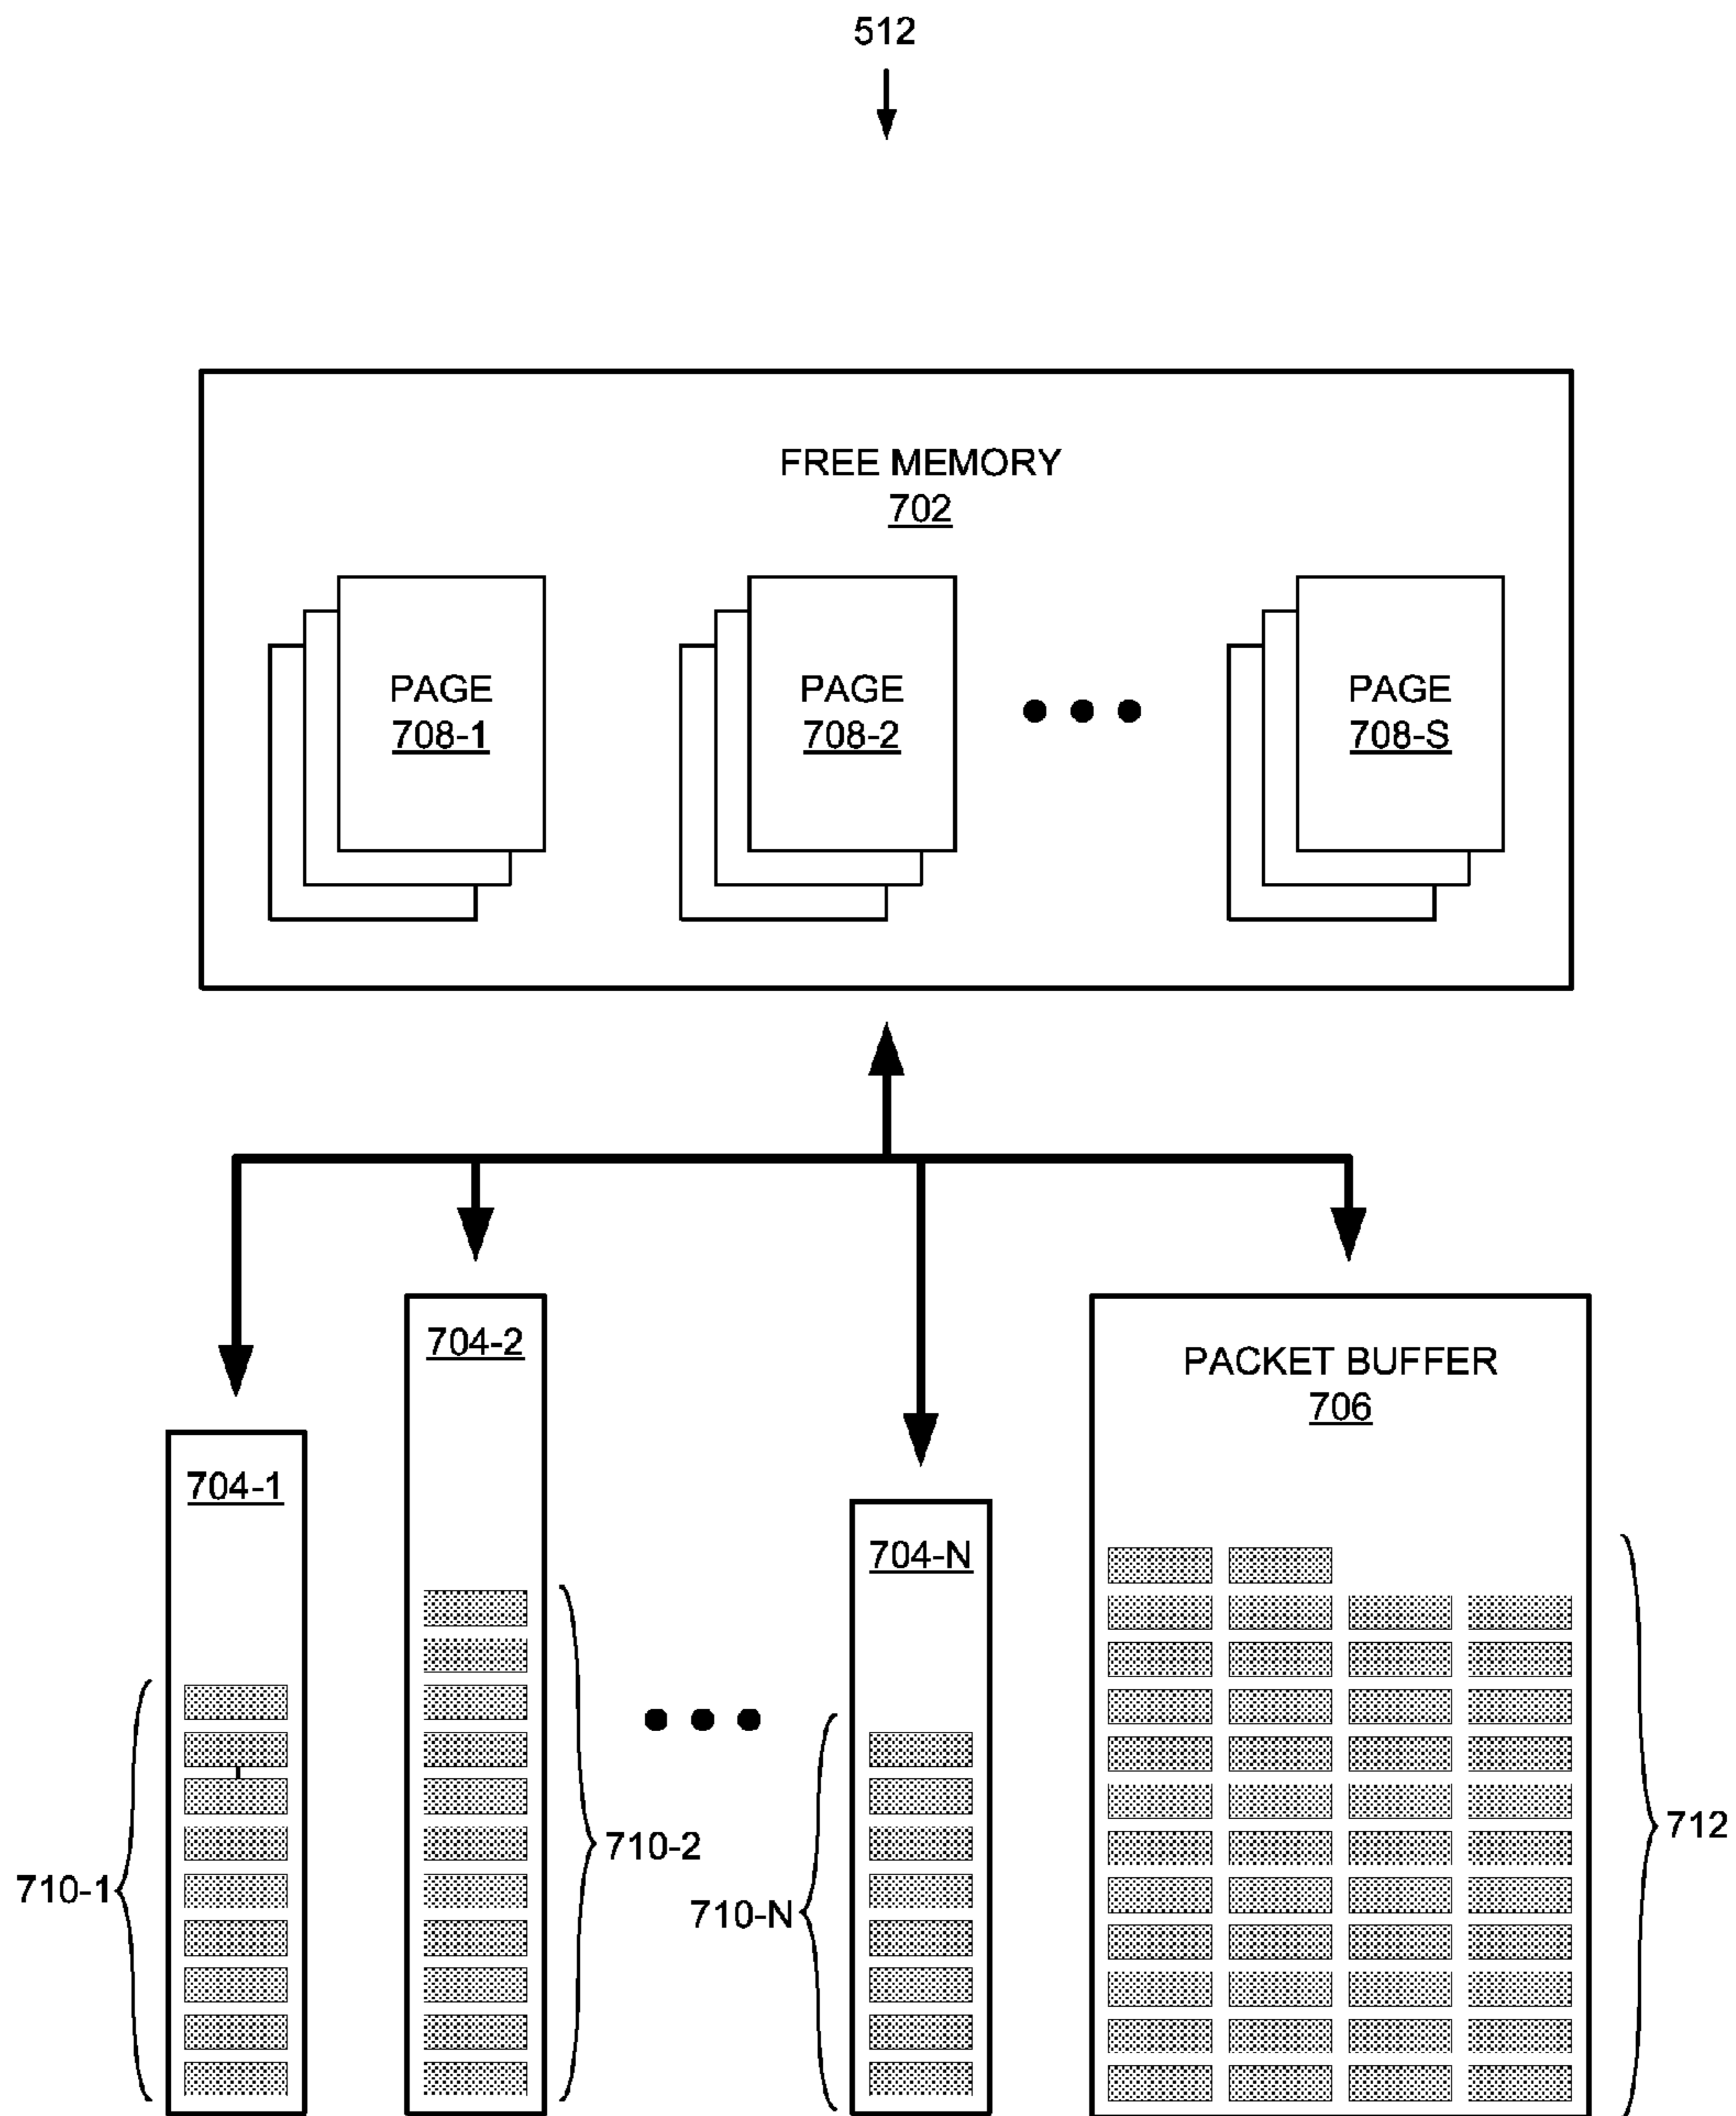 512
FREE MEMORY
702
PAGE
708-1
PAGE
708-2
PAGE
708-S
704-1
704-2
704-N
PACKET BUFFER
706
710-1
710-2
710-N
712